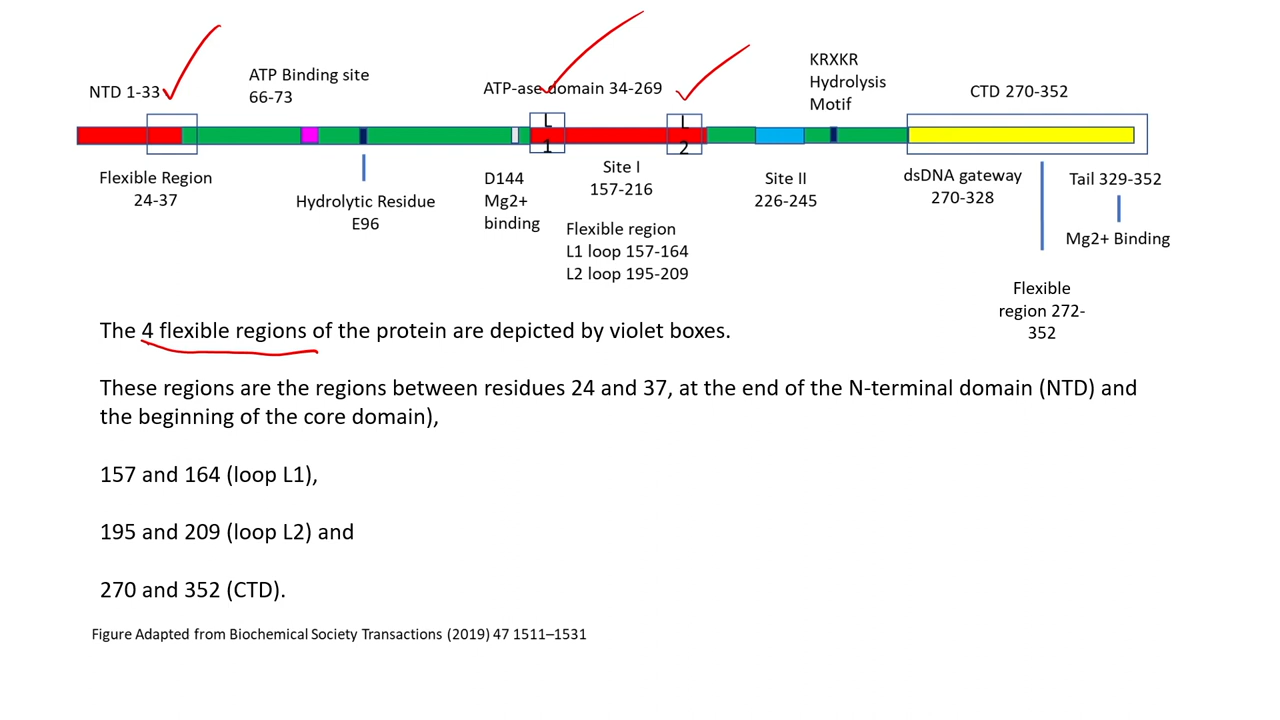 KRXKR
Hydrolysis
Motif
ATP Binding site
66-73
NTD 1-33
ATP-ase domain 34-269
CTD 270-352
L
1
L
2
Flexible Region
24-37
Hydrolytic Residue
E96
D144
Mg2+
binding
Site I
157-216
Flexible region
L1 loop 157-164
L2 loop 195-209
Site II
226-245
dsDNA gateway
270-328
Tail 329-352
Mg2+ Binding
Flexible
region 272-
352
The 4 flexible regions of the protein are depicted by violet boxes.
These regions are the regions between residues 24 and 37, at the end of the N-terminal domain (NTD) and
the beginning of the core domain),
157 and 164 (loop L1),
195 and 209 (loop L2) and
270 and 352 (CTD).
Figure Adapted from Biochemical Society Transactions (2019) 47 1511–1531